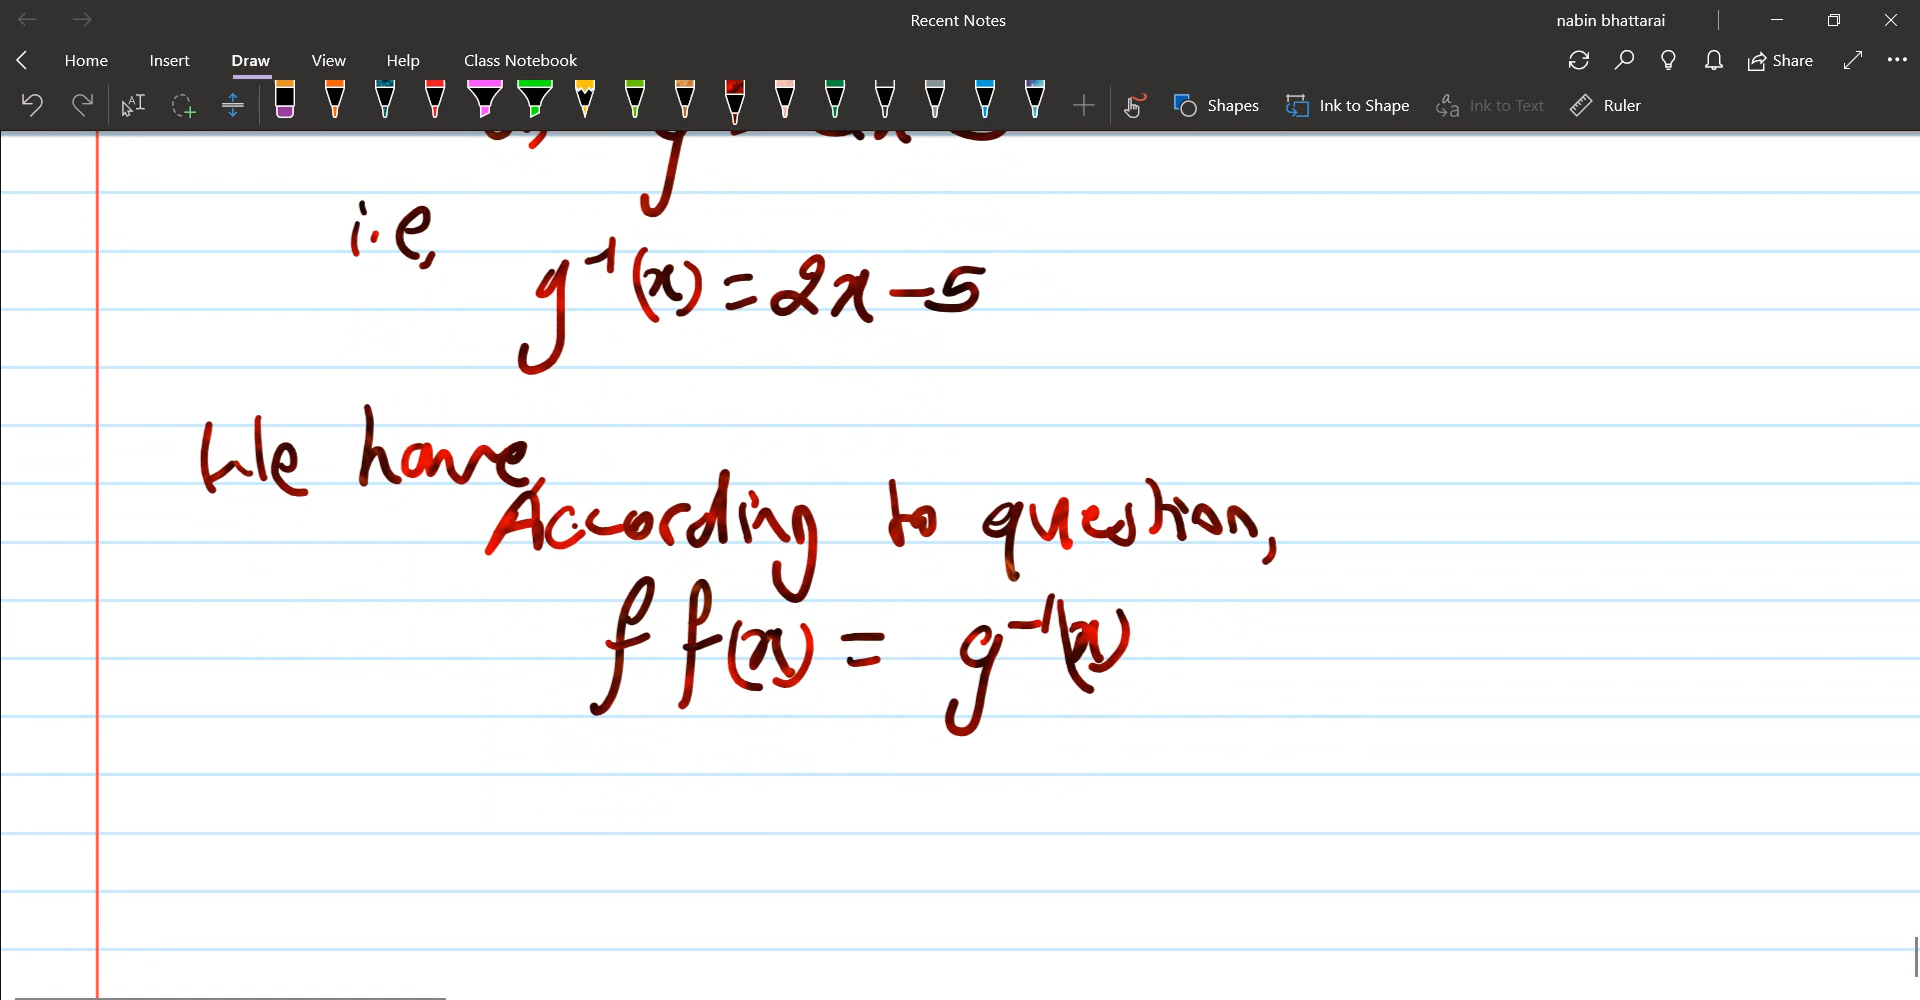 Recent Notes
nabin bhattarai
Home Insert Draw View Help Class Notebook
Share
Shapes Ink to Shape Ink to Text Ruler
i.e,
g⁻¹(x) = 2x - 5
We have
According to question,
f f(x) = g⁻¹(x)